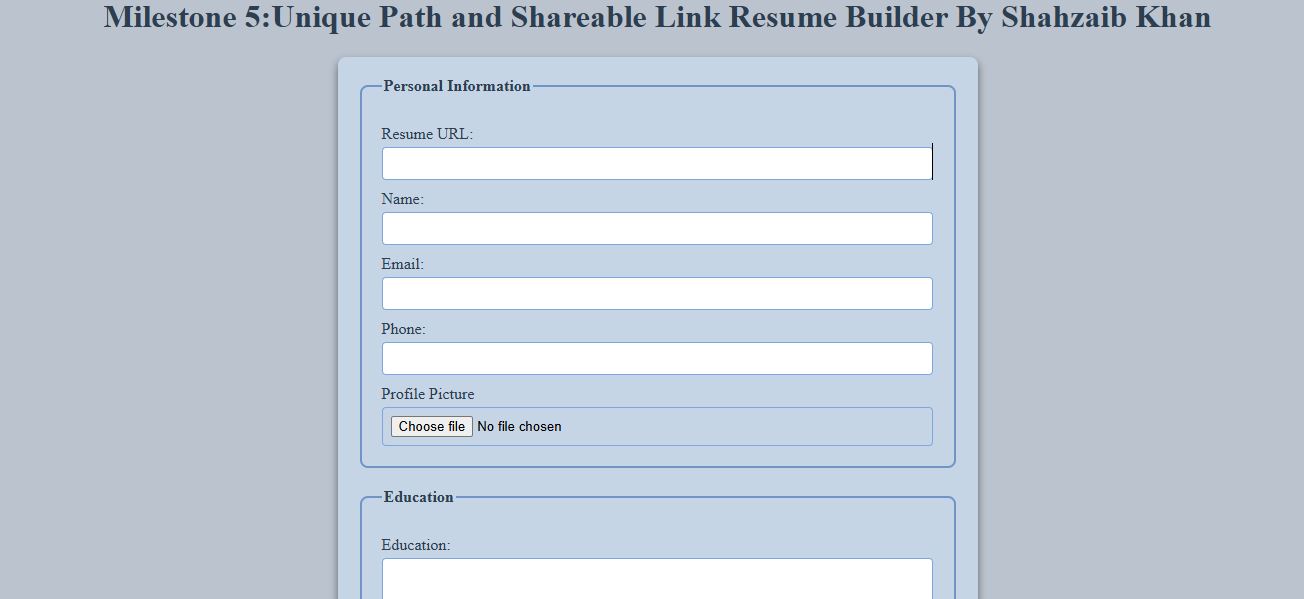 Milestone 5:Unique Path and Shareable Link Resume Builder By Shahzaib Khan
Personal Information
Resume URL:
Name:
Email:
Phone:
Profile Picture
Choose file No file chosen
Education
Education: